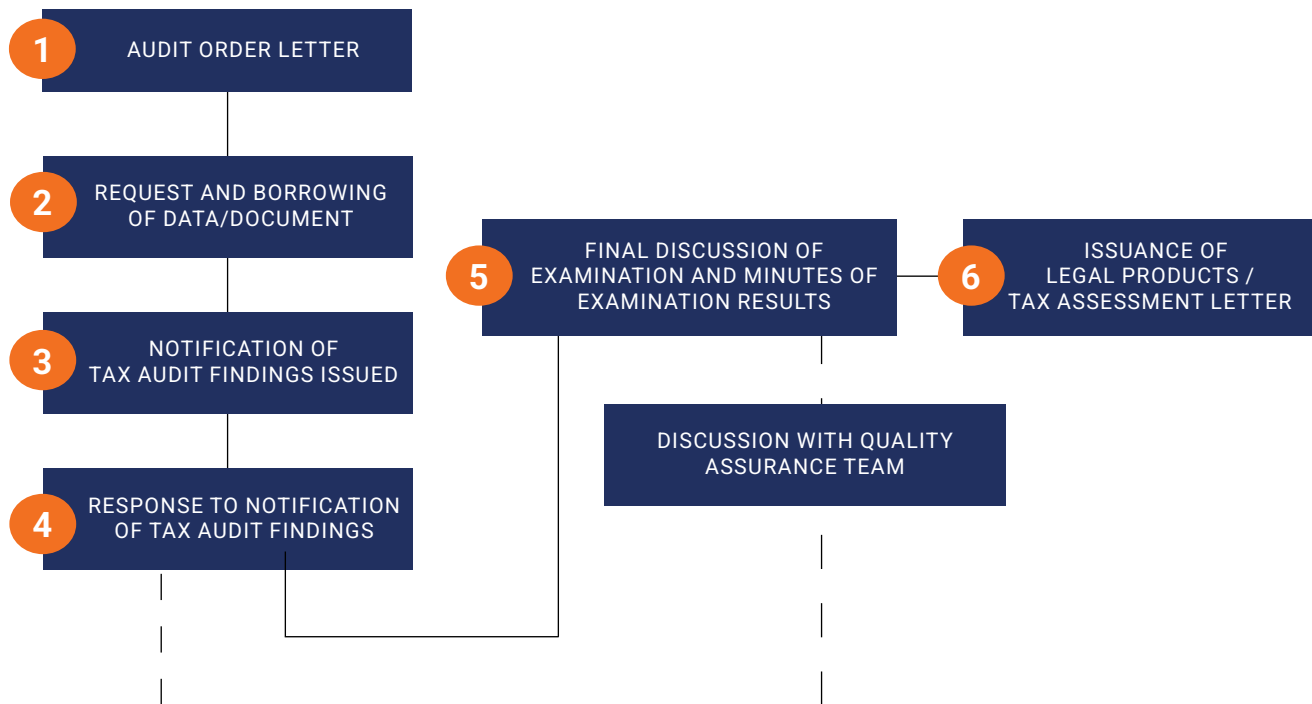 1
AUDIT ORDER LETTER
2
REQUEST AND BORROWING
OF DATA/DOCUMENT
3
NOTIFICATION OF
TAX AUDIT FINDINGS ISSUED
4
RESPONSE TO NOTIFICATION
OF TAX AUDIT FINDINGS
5
FINAL DISCUSSION OF
EXAMINATION AND MINUTES OF
EXAMINATION RESULTS
DISCUSSION WITH QUALITY
ASSURANCE TEAM
6
ISSUANCE OF
LEGAL PRODUCTS /
TAX ASSESSMENT LETTER